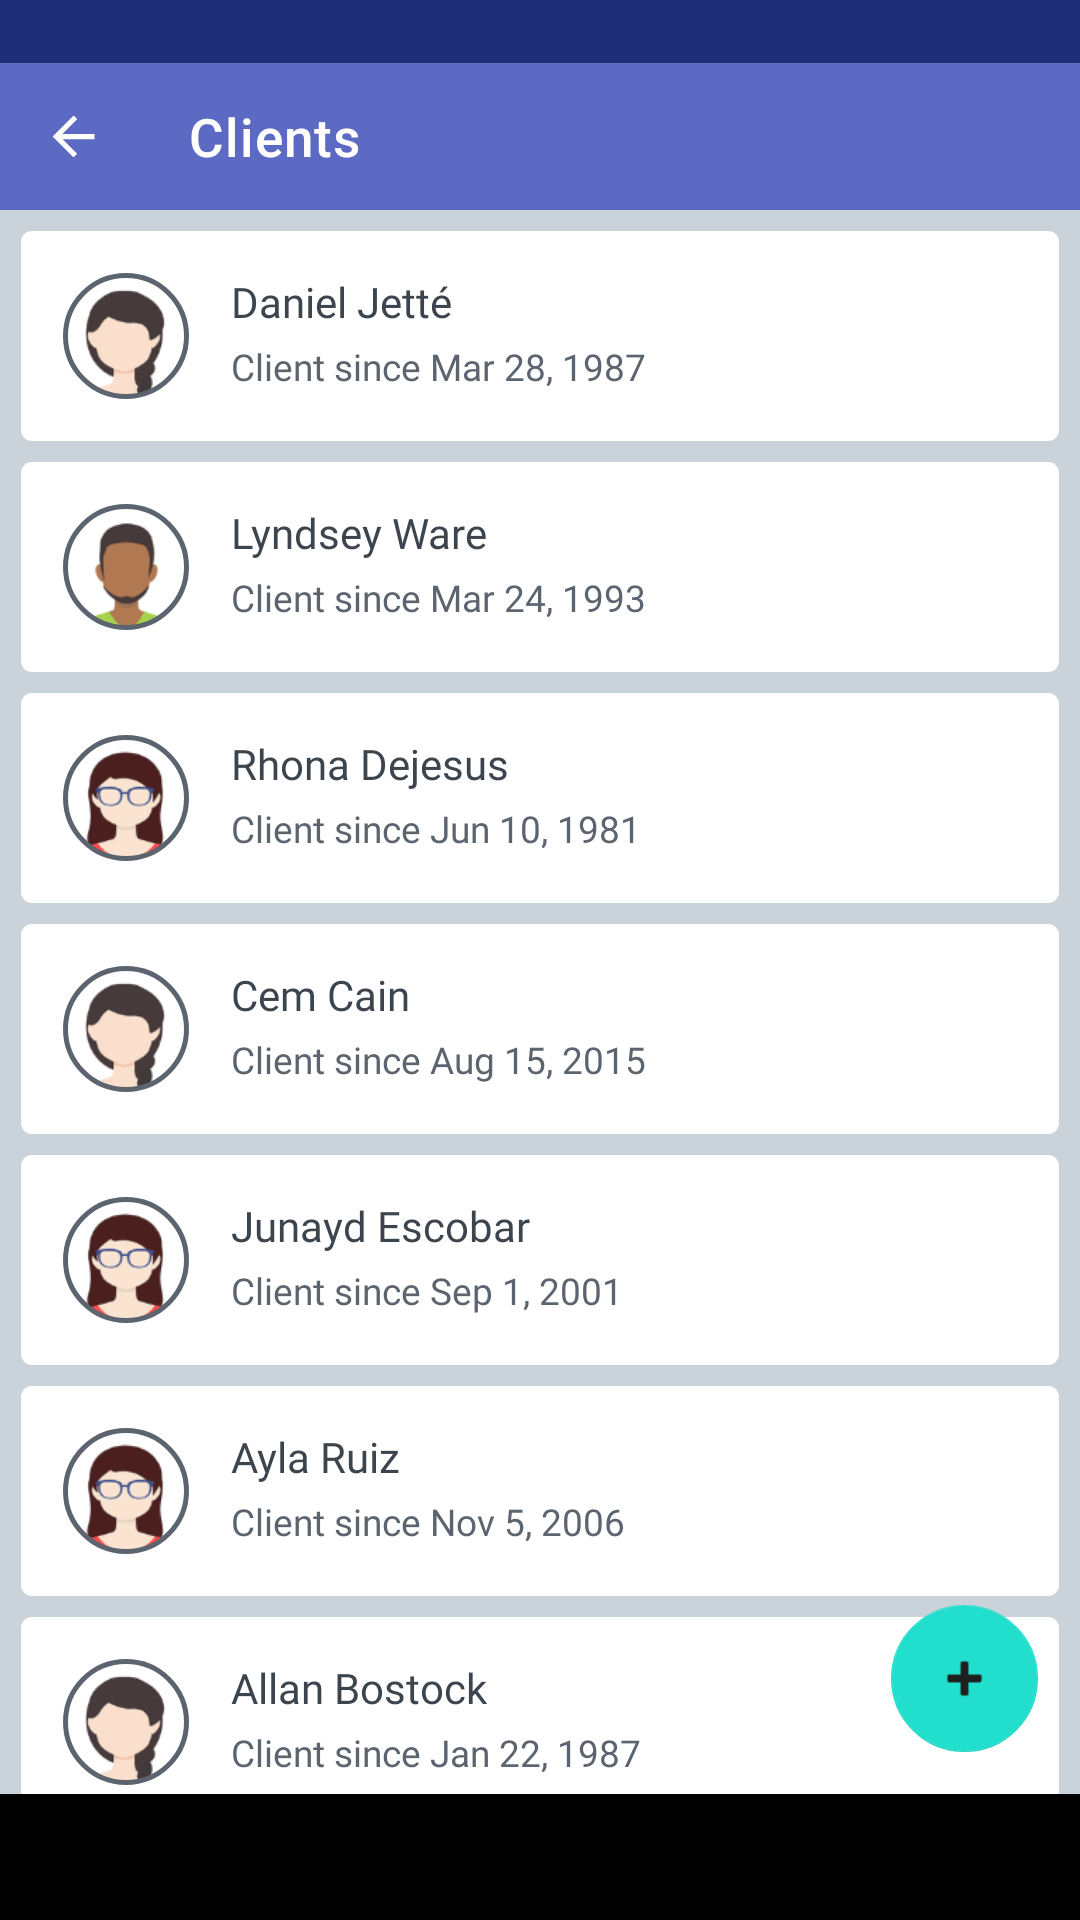 Clients
Daniel Jetté
Client since Mar 28, 1987
Lyndsey Ware
Client since Mar 24, 1993
Rhona Dejesus
Client since Jun 10, 1981
Cem Cain
Client since Aug 15, 2015
Junayd Escobar
Client since Sep 1, 2001
Ayla Ruiz
Client since Nov 5, 2006
Allan Bostock
Client since Jan 22, 1987